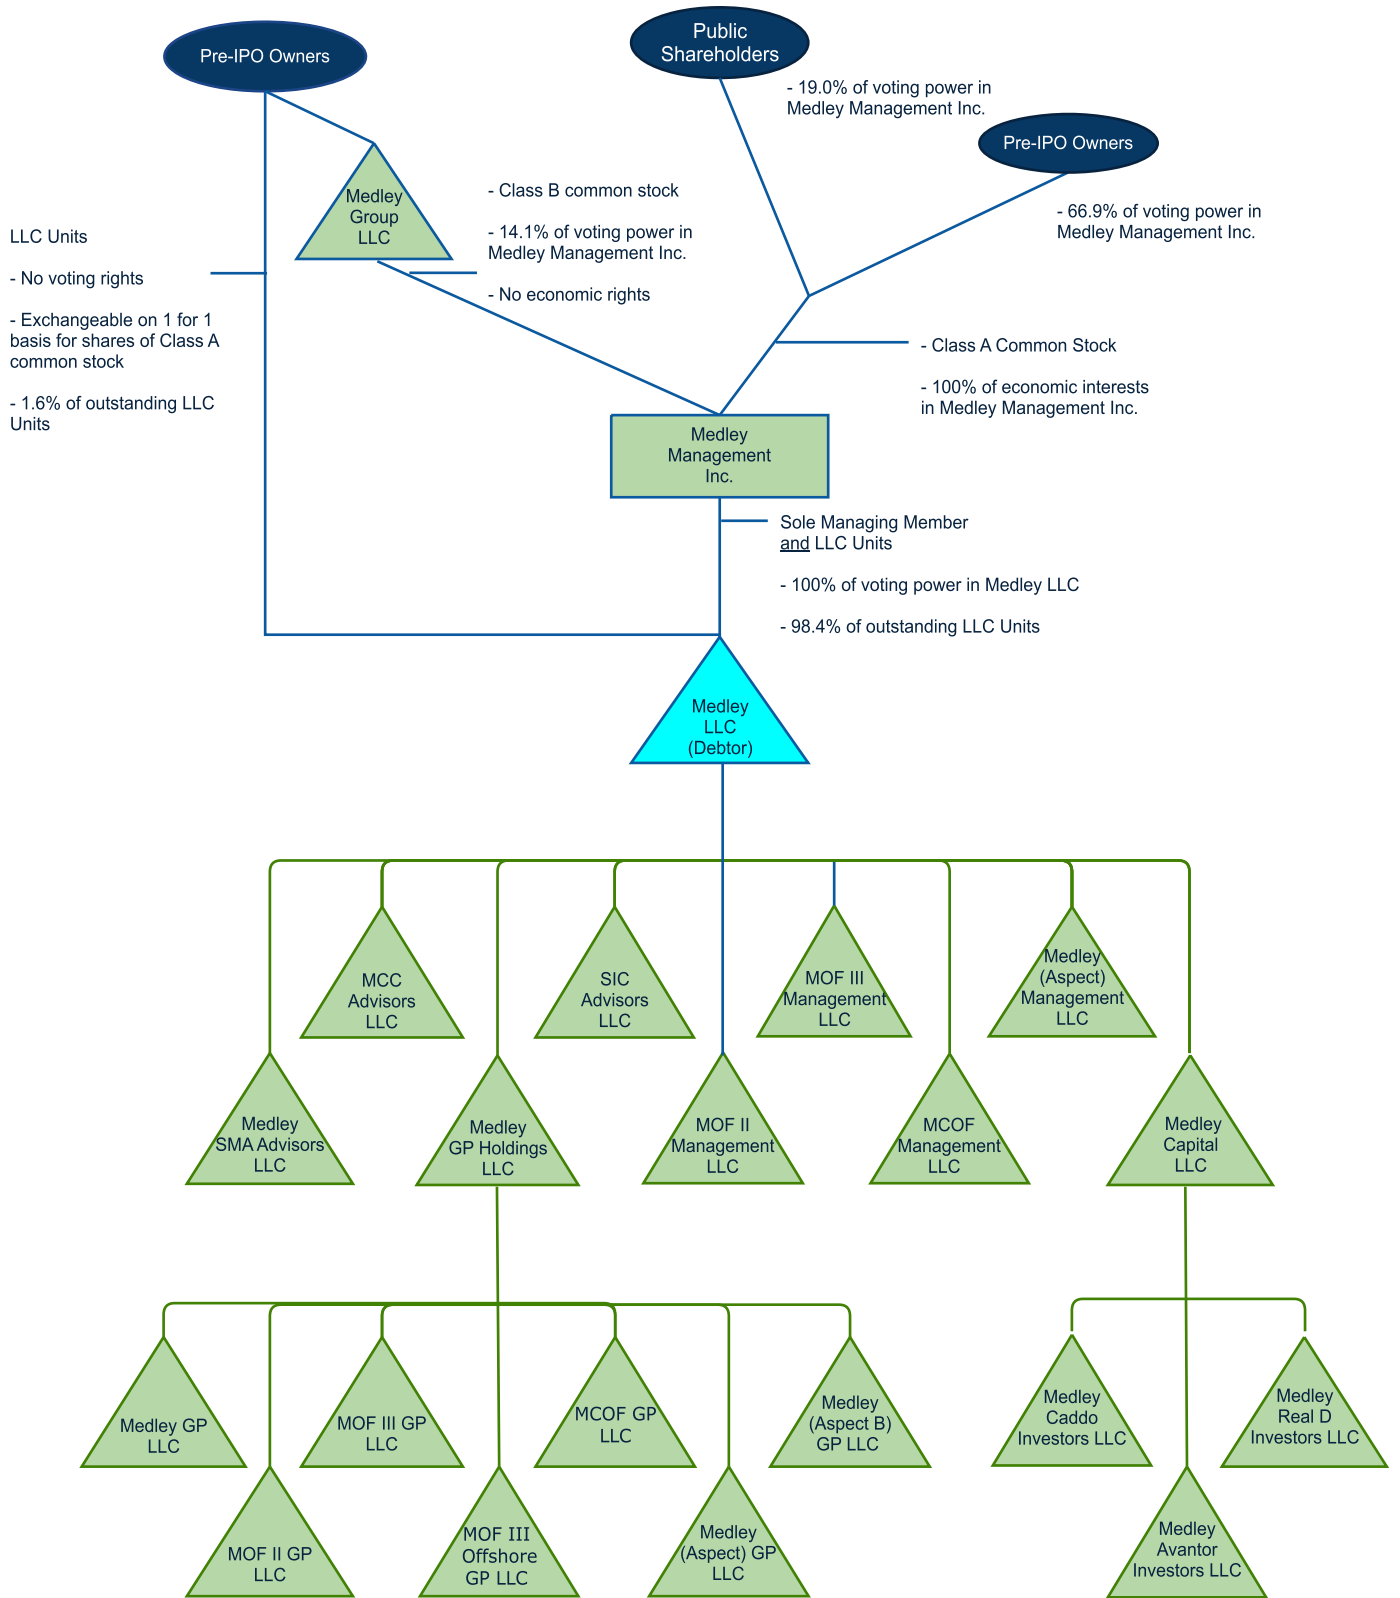 Pre-IPO Owners
Public
Shareholders
- 19.0% of voting power in
Medley Management Inc.
Pre-IPO Owners
- 66.9% of voting power in
Medley Management Inc.
Medley
Group
LLC
- Class B common stock
- 14.1% of voting power in
Medley Management Inc.
- No economic rights
LLC Units
- No voting rights
- Exchangeable on 1 for 1
basis for shares of Class A
common stock
- 1.6% of outstanding LLC
Units
- Class A Common Stock
- 100% of economic interests
in Medley Management Inc.
Medley
Management
Inc.
Sole Managing Member
and LLC Units
- 100% of voting power in Medley LLC
- 98.4% of outstanding LLC Units
Medley
LLC
(Debtor)
MCC
Advisors
LLC
SIC
Advisors
LLC
MOF III
Management
LLC
Medley
(Aspect)
Management
LLC
Medley
SMA Advisors
LLC
Medley
GP Holdings
LLC
MOF II
Management
LLC
MCOF
Management
LLC
Medley
Capital
LLC
Medley GP
LLC
MOF III GP
LLC
MCOF GP
LLC
Medley
(Aspect B)
GP LLC
Medley
Caddo
Investors LLC
Medley
Real D
Investors LLC
MOF II GP
LLC
MOF III
Offshore
GP LLC
Medley
(Aspect) GP
LLC
Medley
Avantor
Investors LLC